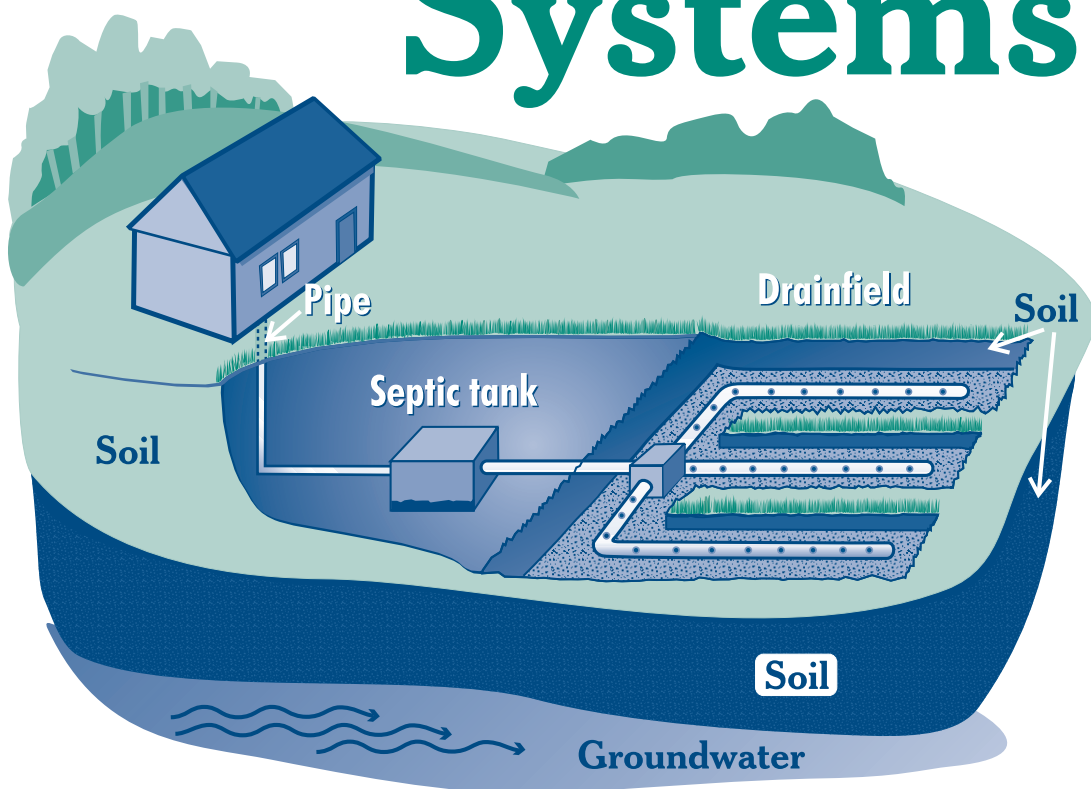 Systems
Pipe
Drainfield
Soil
Septic tank
Soil
Soil
Groundwater